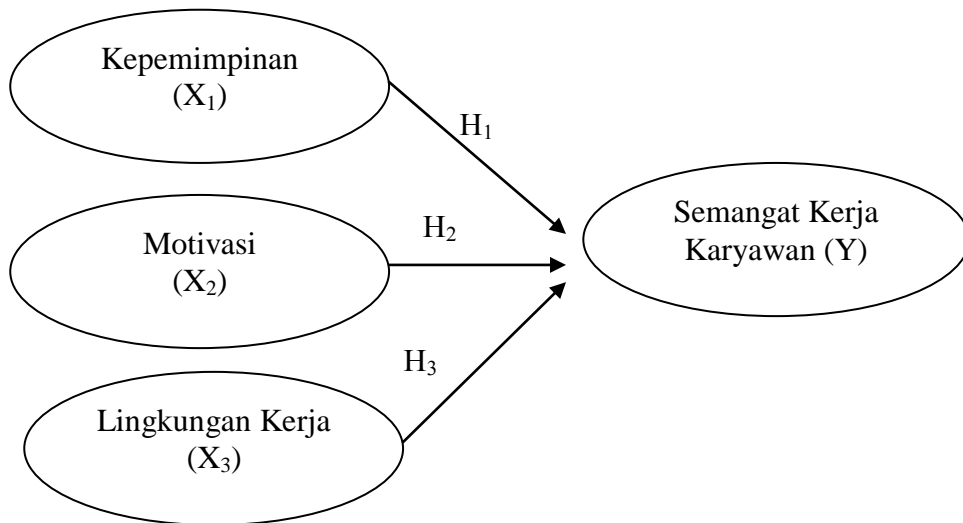 Kepemimpinan
(X₁)
H₁
Motivasi
(X₂)
H₂
Semangat Kerja
Karyawan (Y)
H₃
Lingkungan Kerja
(X₃)